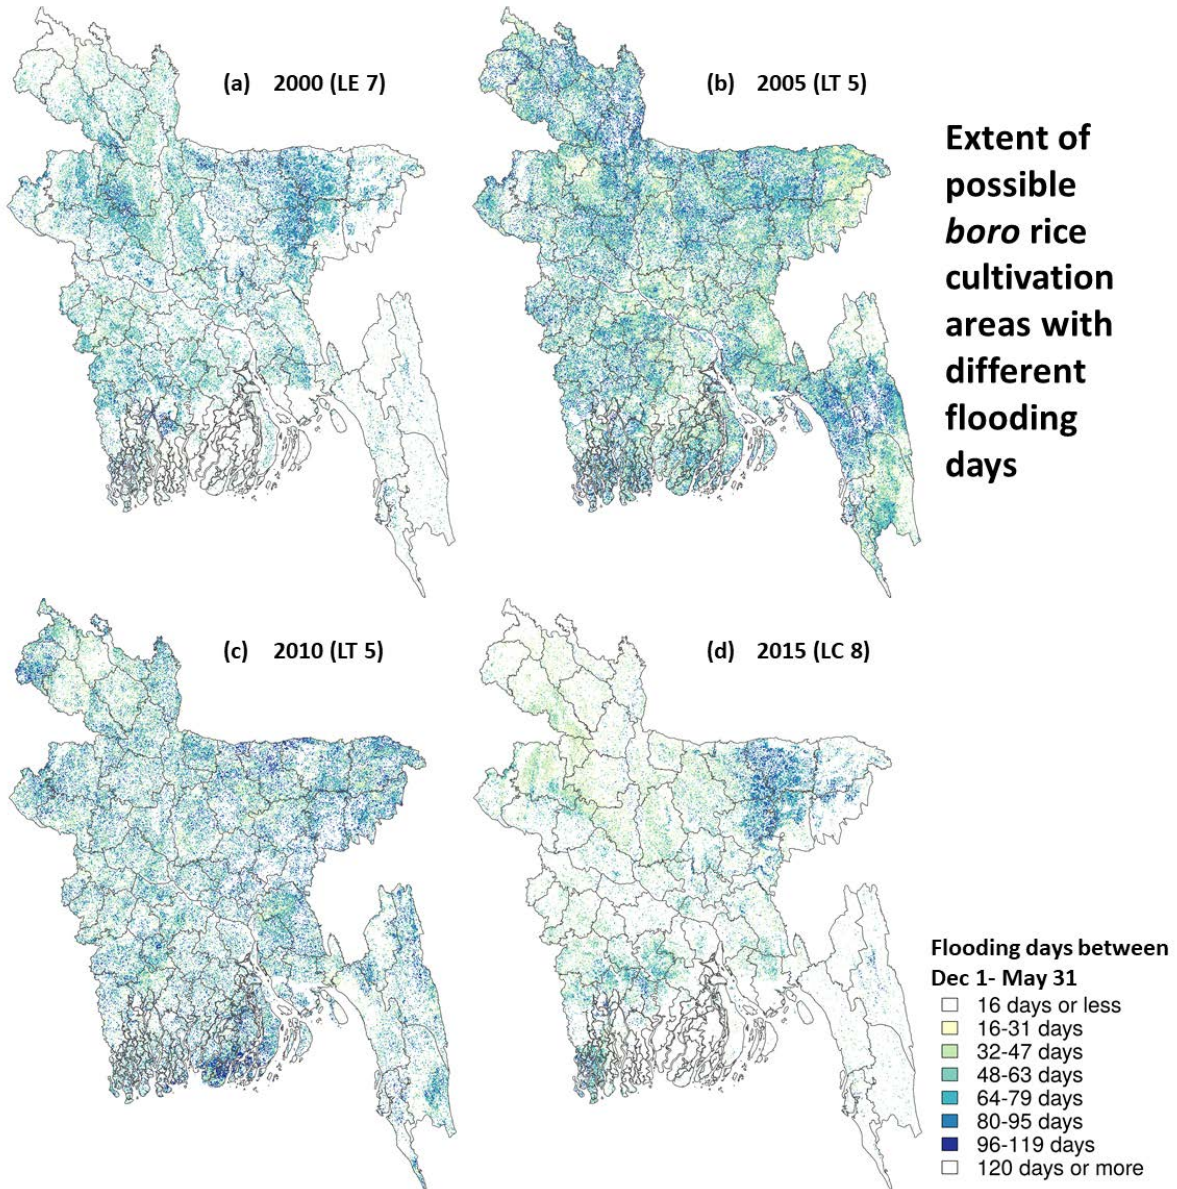 (a) 2000 (LE 7)
(b) 2005 (LT 5)
Extent of
possible
boro rice
cultivation
areas with
different
flooding
days
(c) 2010 (LT 5)
(d) 2015 (LC 8)
Flooding days between
Dec 1- May 31
16 days or less
16-31 days
32-47 days
48-63 days
64-79 days
80-95 days
96-119 days
120 days or more